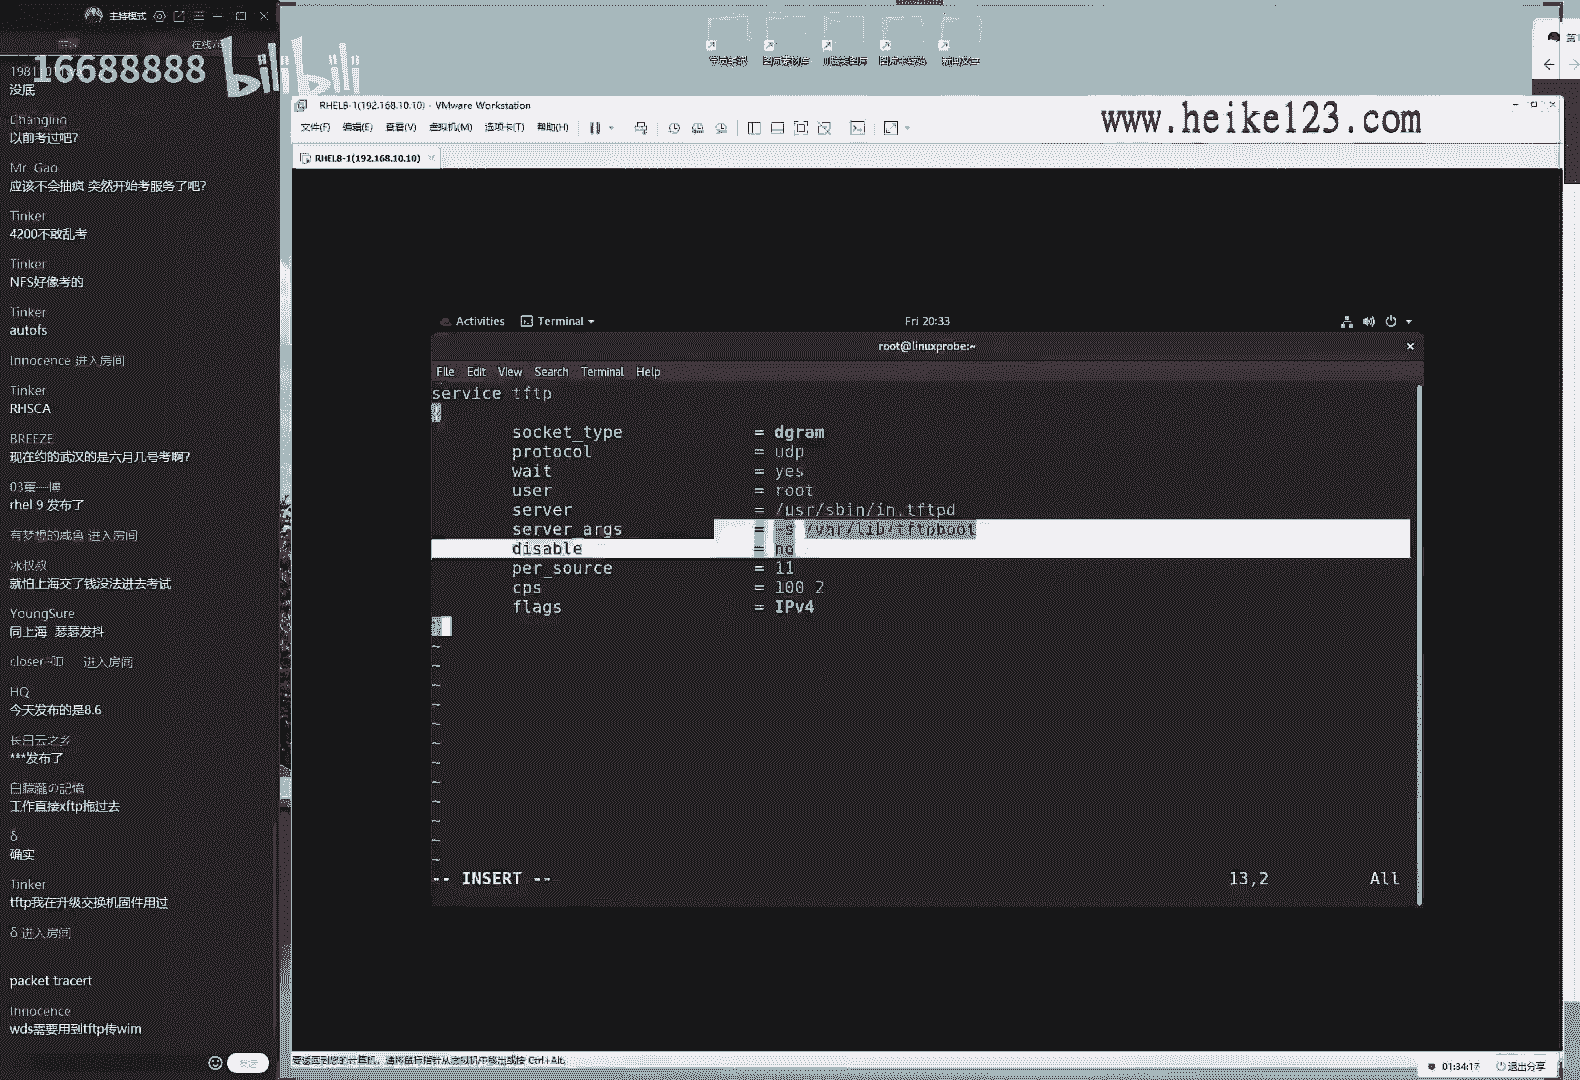 主持模式
16688888
bilibili
没底
Changing
以前考过吧?
Mr. Gao
应该不会抽疯 突然开始考服务了吧?
Tinker
4200不敢乱考
Tinker
NFS好像考的
Tinker
autofs
Innocence 进入房间
Tinker
RHSCA
BREEZE
现在约的武汉的是六月几号考啊?
rhel 9 发布了
有梦想的咸鱼 进入房间
冰叔叔
就怕上海交了钱没法进去考试
YoungSure
同上海 瑟瑟发抖
进入房间
HQ
今天发布的是8.6
长日云之乡
***发布了
白朦朧の記憶
工作直接xftp拖过去
δ
确实
Tinker
tftp我在升级交换机固件用过
δ 进入房间
packet tracert
Innocence
wds需要用到tftp传wim
www.heike123.com
RHEL8-1(192.168.10.10) - VMware Workstation
文件(F) 编辑(E) 查看(V) 虚拟机(M) 选项卡(T) 帮助(H)
RHEL8-1(192.168.10.10)
Activities Terminal Fri 20:33
root@linuxprobe:~
File Edit View Search Terminal Help
service tftp
{
socket_type = dgram
protocol = udp
wait = yes
user = root
server = /usr/sbin/in.tftpd
server_args = -s /var/lib/tftpboot
disable = no
per_source = 11
cps = 100 2
flags = IPv4
}
~
~
~
~
~
~
~
~
~
~
~
~
-- INSERT -- 13,2 All
要返回到您的计算机，请将鼠标指针从虚拟机中移出或按 Ctrl+Alt。
01:34:17 退出分享